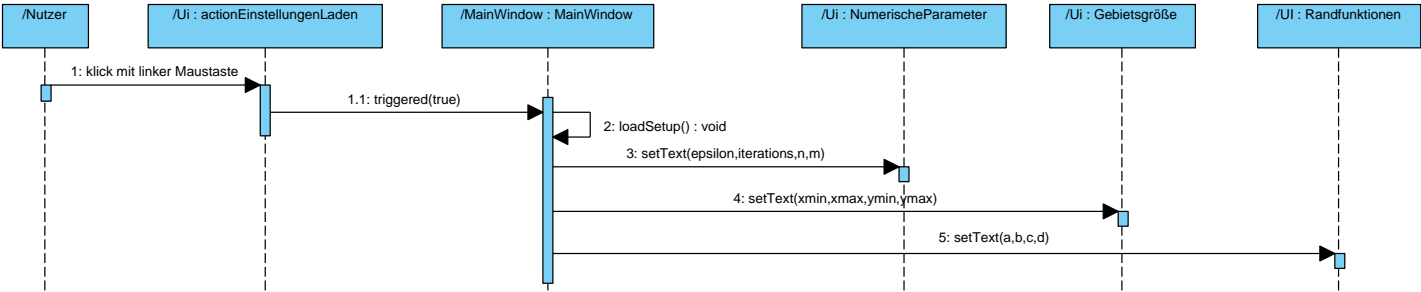 /Nutzer
/Ui : actionEinstellungenLaden
/MainWindow : MainWindow
/Ui : NumerischeParameter
/Ui : Gebietsgröße
/UI : Randfunktionen
1: klick mit linker Maustaste
1.1: triggered(true)
2: loadSetup() : void
3: setText(epsilon,iterations,n,m)
4: setText(xmin,xmax,ymin,ymax)
5: setText(a,b,c,d)